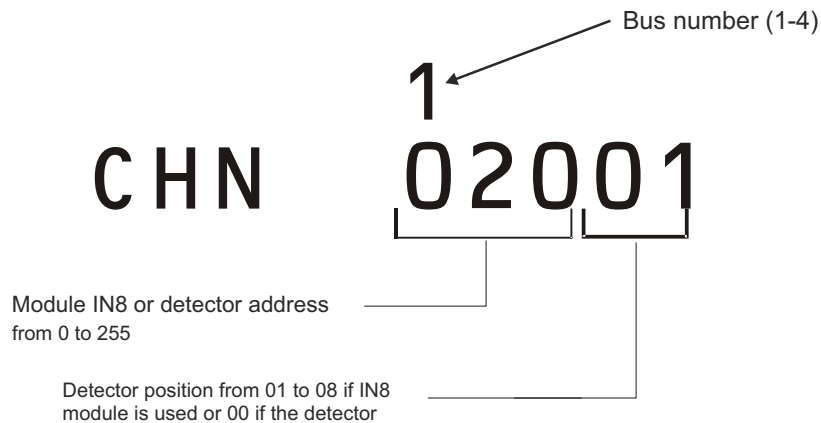 Bus number (1-4)
1
CHN 02001
Module IN8 or detector address
from 0 to 255
Detector position from 01 to 08 if IN8
module is used or 00 if the detector